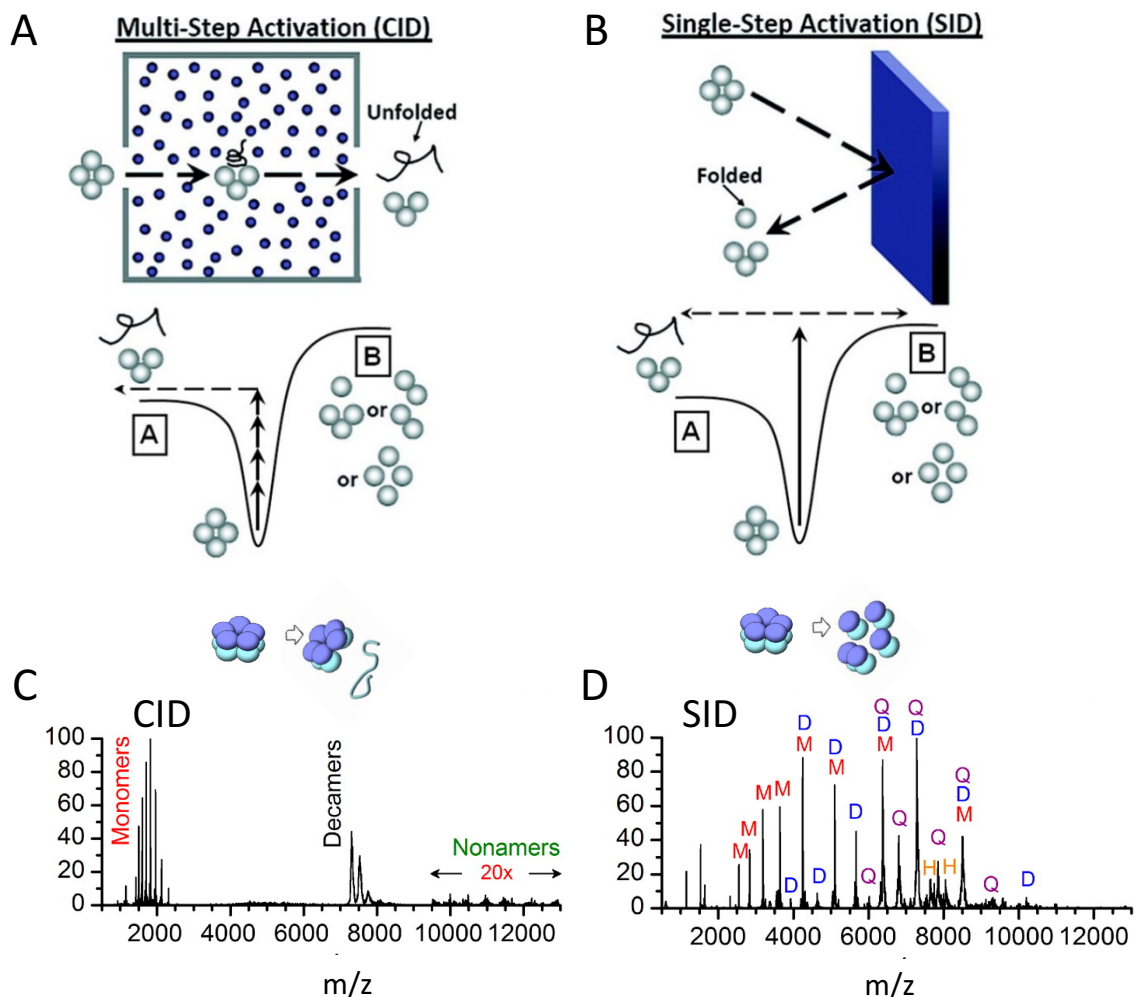 A
Multi-Step Activation (CID)
Unfolded
A
B
or
or
B
Single-Step Activation (SID)
Folded
A
B
or
or
C
CID
Monomers
Decamers
Nonamers
20x
100
80
60
40
20
0
2000 4000 6000 8000 10000 12000
m/z
D
SID
100
80
60
40
20
0
M
M
M
M
D
D
M
D
D
M
D
Q
Q
D
M
Q
Q
D
H
Q
H
Q
D
M
Q
D
2000 4000 6000 8000 10000 12000
m/z